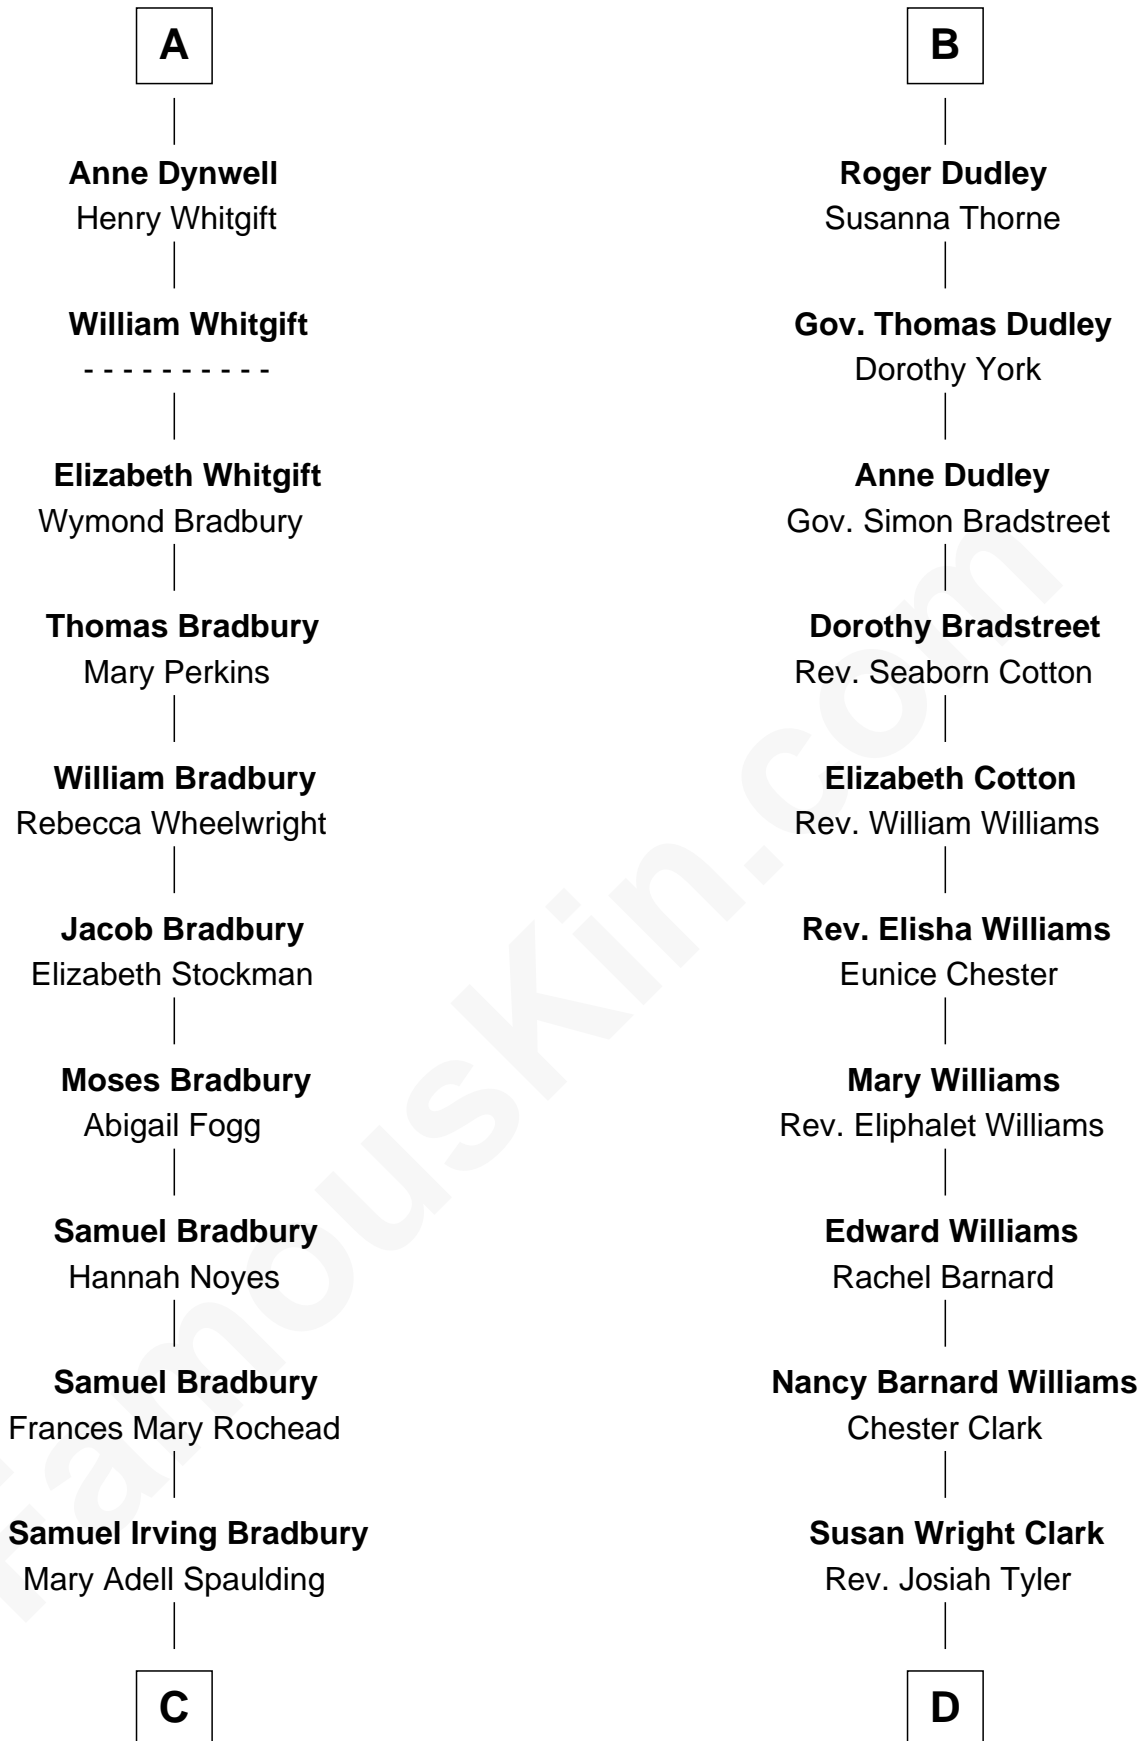 A
Anne Dynwell
Henry Whitgift
William Whitgift
- - - - - - - - - -
Elizabeth Whitgift
Wymond Bradbury
Thomas Bradbury
Mary Perkins
William Bradbury
Rebecca Wheelwright
Jacob Bradbury
Elizabeth Stockman
Moses Bradbury
Abigail Fogg
Samuel Bradbury
Hannah Noyes
Samuel Bradbury
Frances Mary Rochead
Samuel Irving Bradbury
Mary Adell Spaulding
C
B
Roger Dudley
Susanna Thorne
Gov. Thomas Dudley
Dorothy York
Anne Dudley
Gov. Simon Bradstreet
Dorothy Bradstreet
Rev. Seaborn Cotton
Elizabeth Cotton
Rev. William Williams
Rev. Elisha Williams
Eunice Chester
Mary Williams
Rev. Eliphalet Williams
Edward Williams
Rachel Barnard
Nancy Barnard Williams
Chester Clark
Susan Wright Clark
Rev. Josiah Tyler
D
FamousKin.com